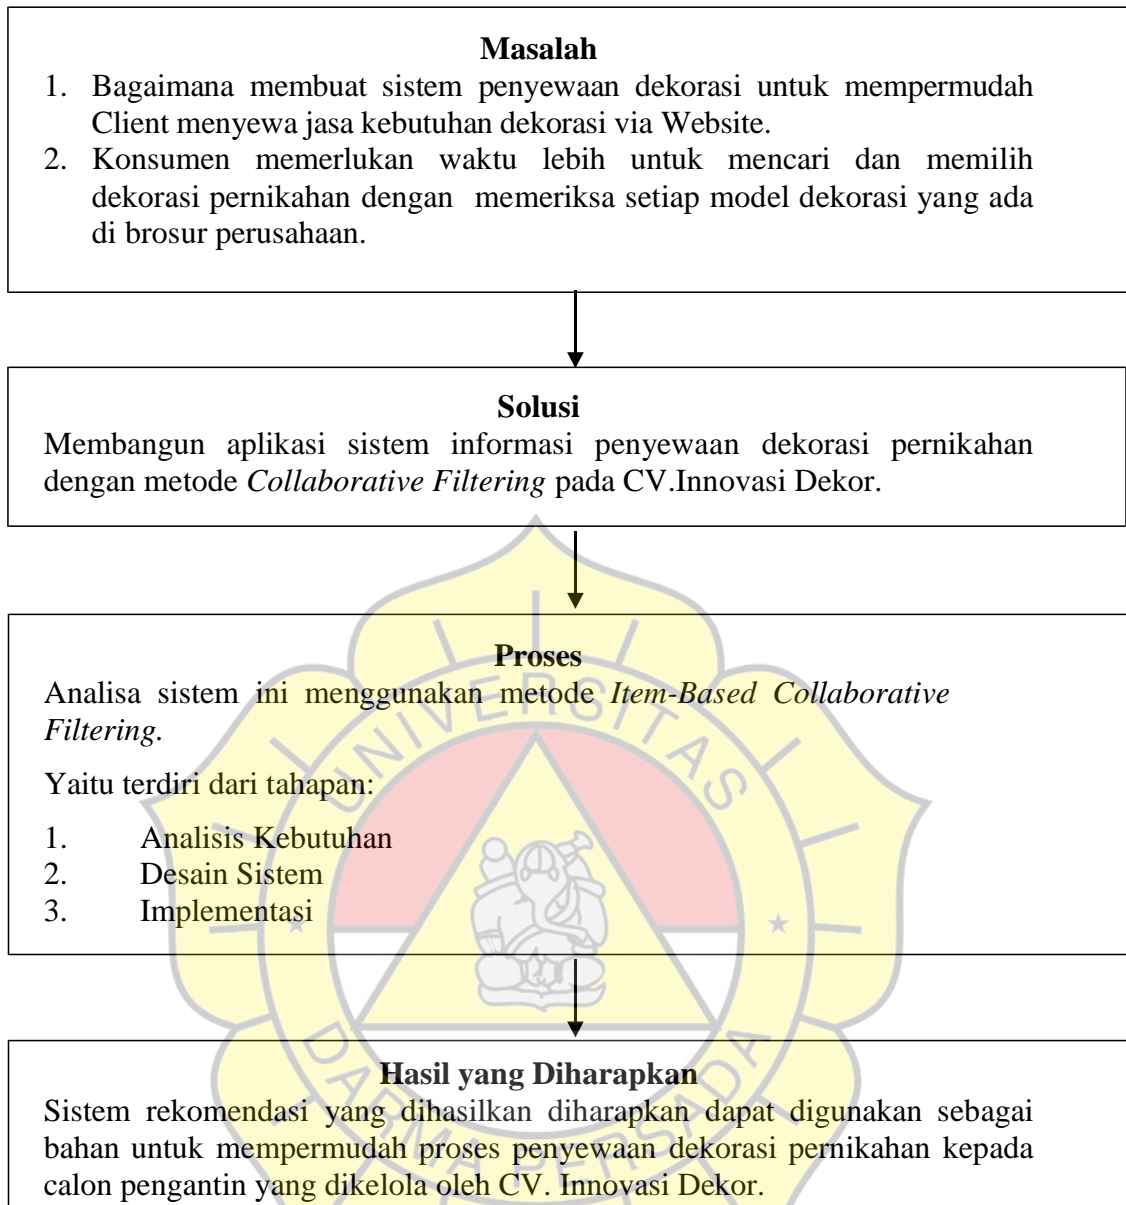 Masalah
1. Bagaimana membuat sistem penyewaan dekorasi untuk mempermudah
Client menyewa jasa kebutuhan dekorasi via Website.
2. Konsumen memerlukan waktu lebih untuk mencari dan memilih
dekorasi pernikahan dengan memeriksa setiap model dekorasi yang ada
di brosur perusahaan.
Solusi
Membangun aplikasi sistem informasi penyewaan dekorasi pernikahan
dengan metode Collaborative Filtering pada CV.Innovasi Dekor.
Proses
Analisa sistem ini menggunakan metode Item-Based Collaborative
Filtering.
Yaitu terdiri dari tahapan:
1. Analisis Kebutuhan
2. Desain Sistem
3. Implementasi
Hasil yang Diharapkan
Sistem rekomendasi yang dihasilkan diharapkan dapat digunakan sebagai
bahan untuk mempermudah proses penyewaan dekorasi pernikahan kepada
calon pengantin yang dikelola oleh CV. Innovasi Dekor.
UNIVERSITAS
DARMA PERSADA